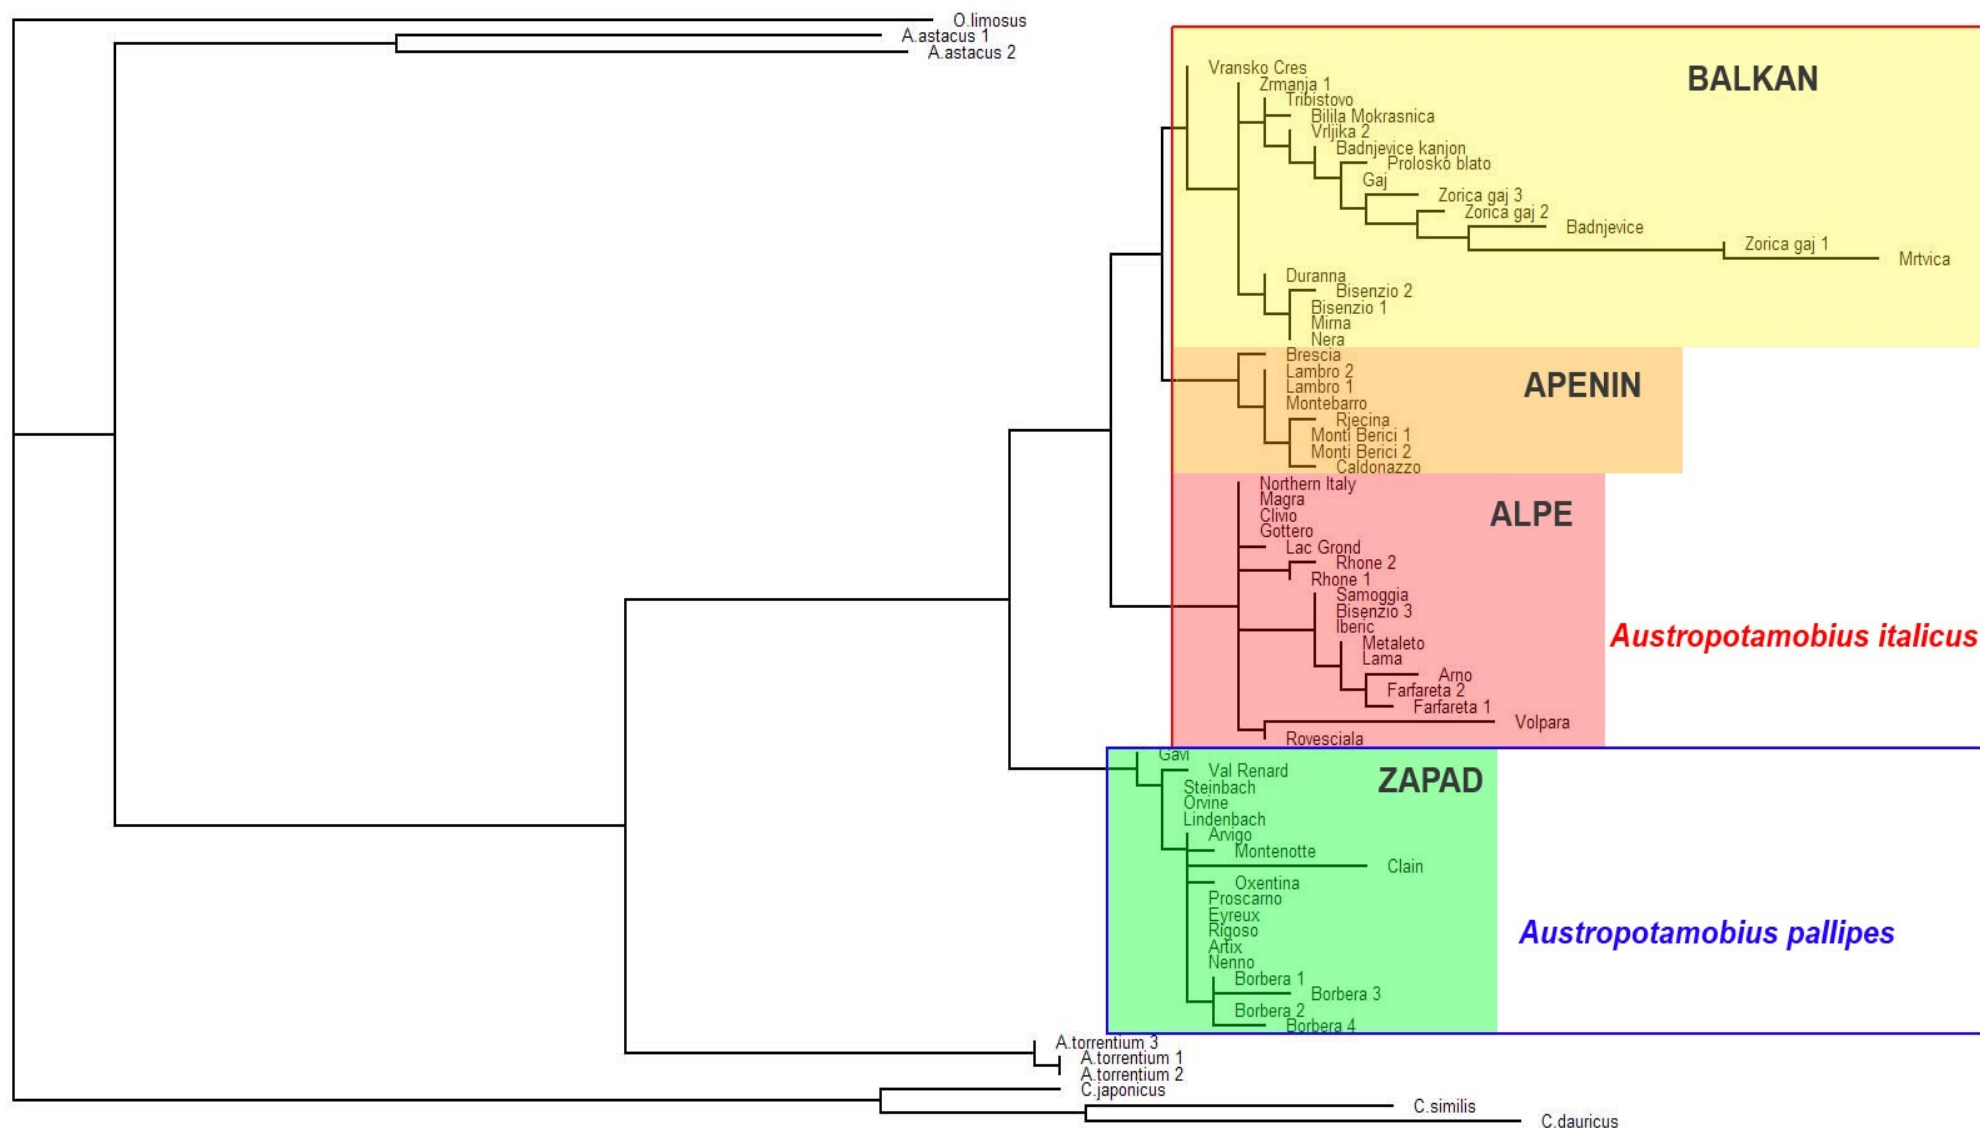 O.limosus
A.astacus 1
A.astacus 2
Vransko Cres
BALKAN
Zrmanja 1
Tribistovo
Bilila Mokrasnica
Vrljika 2
Badnjevice kanjon
Prolosko blato
Gaj
Zorica gaj 3
Zorica gaj 2
Badnjevice
Zorica gaj 1
Mrtvica
Duranna
Bisenzio 2
Bisenzio 1
Mirna
Nera
Brescia
Lambro 2
APENIN
Lambro 1
Montebarro
Rjecina
Monti Berici 1
Monti Berici 2
Caldonazzo
Northern Italy
Magra
ALPE
Clivio
Gottero
Lac Grond
Rhone 2
Rhone 1
Samoggia
Bisenzio 3
Iberic
Austropotamobius italicus
Metaleto
Lama
Arno
Farfareta 2
Farfareta 1
Volpara
Rovesciala
Gavi
Val Renard
ZAPAD
Steinbach
Orvine
Lindenbach
Arvigo
Montenotte
Clain
Oxentina
Proscarno
Eyreux
Rigoso
Austropotamobius pallipes
Artix
Nenno
Borbera 1
Borbera 3
Borbera 2
Borbera 4
A.torrentium 3
A.torrentium 1
A.torrentium 2
C.japonicus
C.similis
C.dauricus